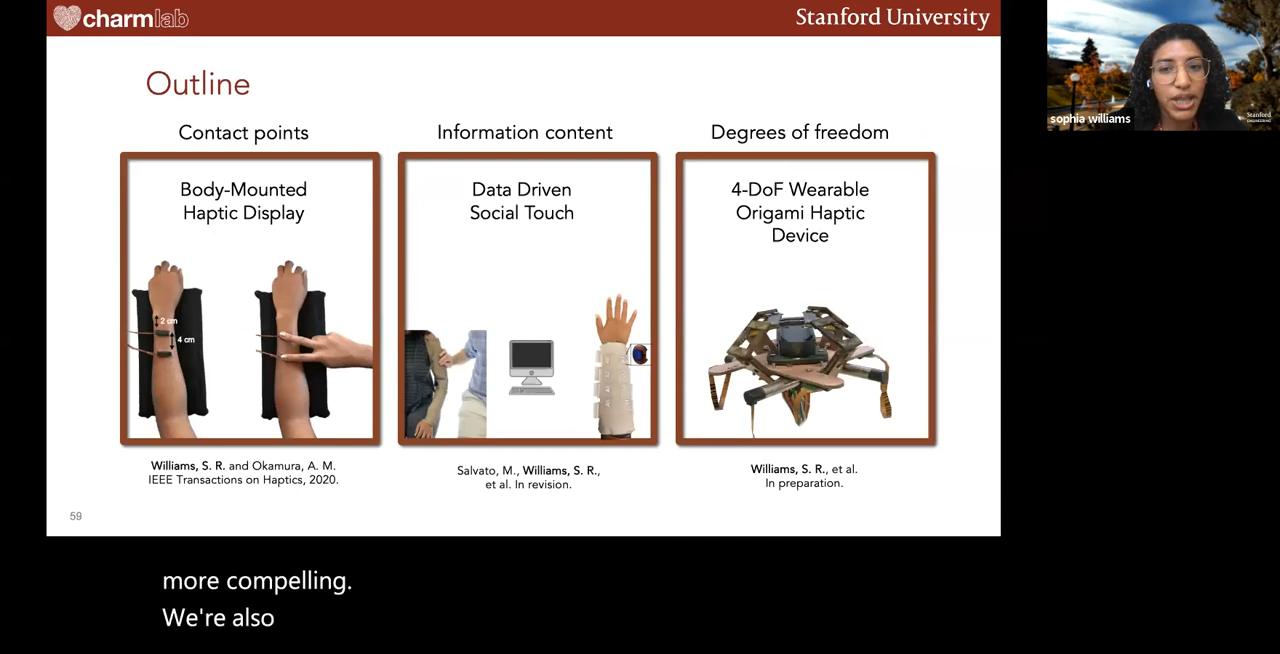 charmlab
Stanford University
Outline
Contact points
Body-Mounted
Haptic Display
2 cm
4 cm
Williams, S. R. and Okamura, A. M.
IEEE Transactions on Haptics, 2020.
Information content
Data Driven
Social Touch
Salvato, M., Williams, S. R.,
et al. In revision.
Degrees of freedom
4-DoF Wearable
Origami Haptic
Device
Williams, S. R., et al.
In preparation.
59
sophia williams
Stanford
ENGINEERING
more compelling.
We're also